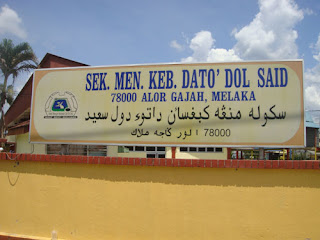 SEK. MEN. KEB. DATO' DOL SAID
78000 ALOR GAJAH, MELAKA
سکوله منڠه کبڠسان داتوء دول سعيد
78000 الور ݢاجه ملاک